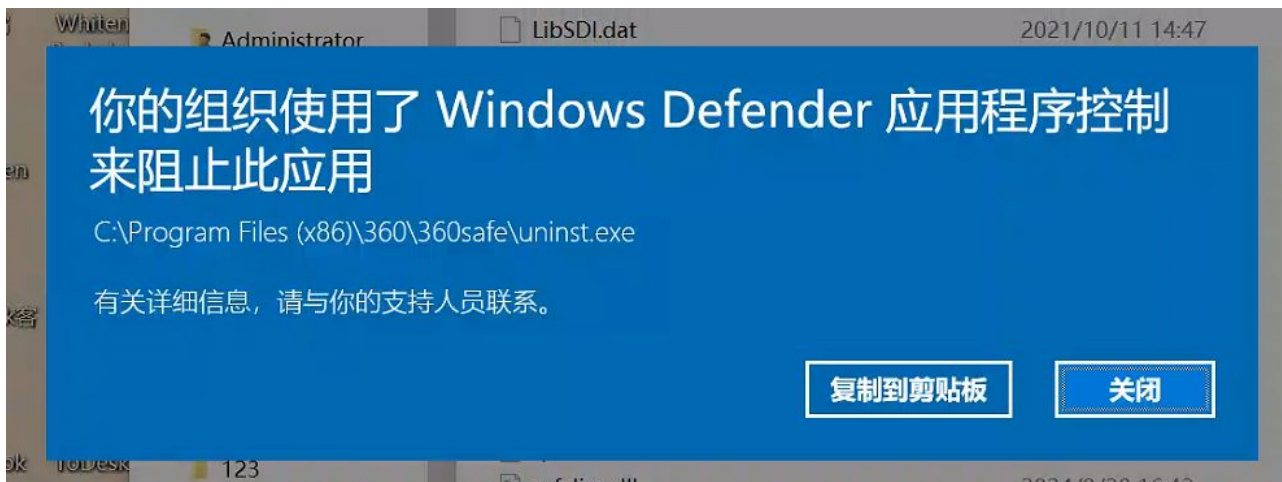 Whiten
Administrator
LibSDI.dat
2021/10/11 14:47
你的组织使用了 Windows Defender 应用程序控制
来阻止此应用
C:\Program Files (x86)\360\360safe\uninst.exe
有关详细信息，请与你的支持人员联系。
客
复制到剪贴板
关闭
ToDesk
123